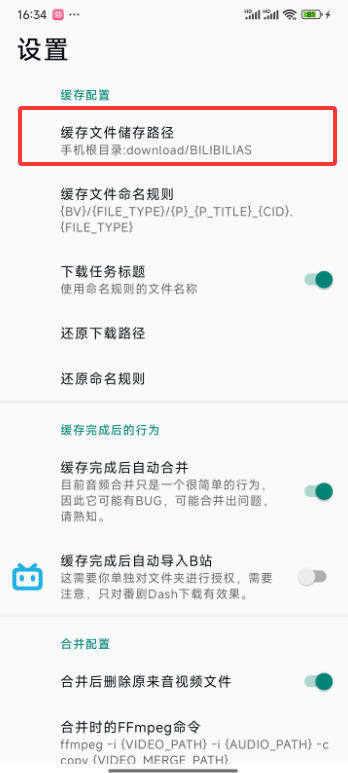 16:34 ···
HD HD 81
设置
缓存配置
缓存文件储存路径
手机根目录:download/BILIBILIAS
缓存文件命名规则
{BV}/{FILE_TYPE}/{P}_{P_TITLE}_{CID}.
{FILE_TYPE}
下载任务标题
使用命名规则的文件名称
还原下载路径
还原命名规则
缓存完成后的行为
缓存完成后自动合并
目前音频合并只是一个很简单的行为,
因此它可能有BUG，可能合并出问题，
请熟知。
缓存完成后自动导入B站
这需要你单独对文件夹进行授权，需要
注意，只对番剧Dash下载有效果。
合并配置
合并后删除原来音视频文件
合并时的FFmpeg命令
ffmpeg -i {VIDEO_PATH} -i {AUDIO_PATH} -c
copy {VIDEO_MERGE_PATH}